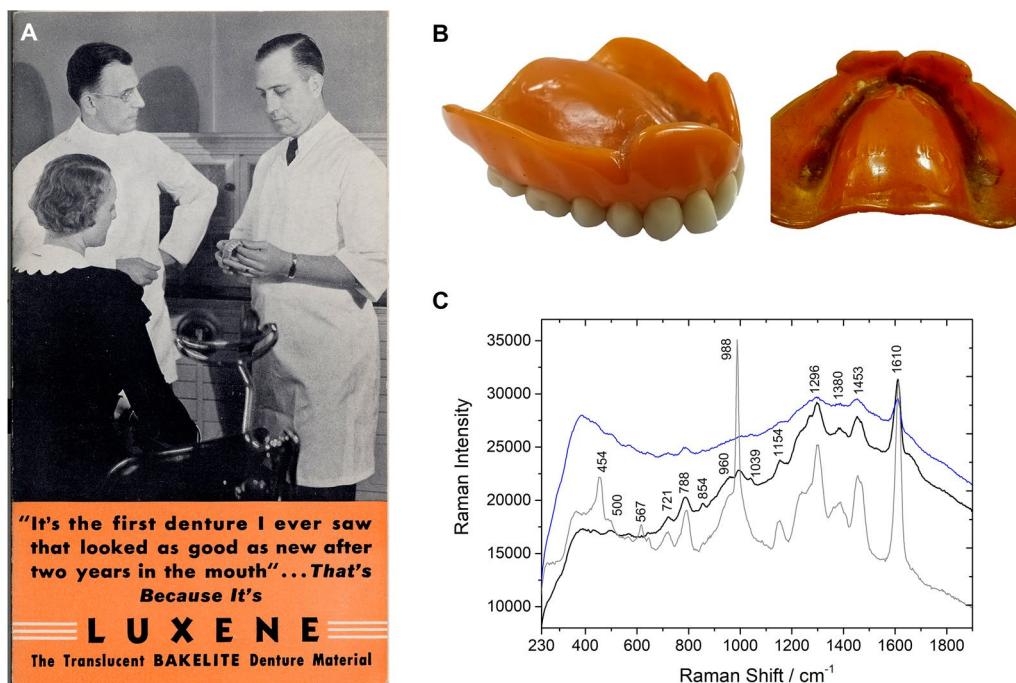 A
"It's the first denture I ever saw
that looked as good as new after
two years in the mouth"...That's
Because It's
LUXENE
The Translucent BAKELITE Denture Material
B
C
Raman Intensity
35000
30000
25000
20000
15000
10000
454
500
567
721
788
854
960
988
1039
1154
1296
1380
1453
1610
230
400
600
800
1000
1200
1400
1600
1800
Raman Shift / cm⁻¹